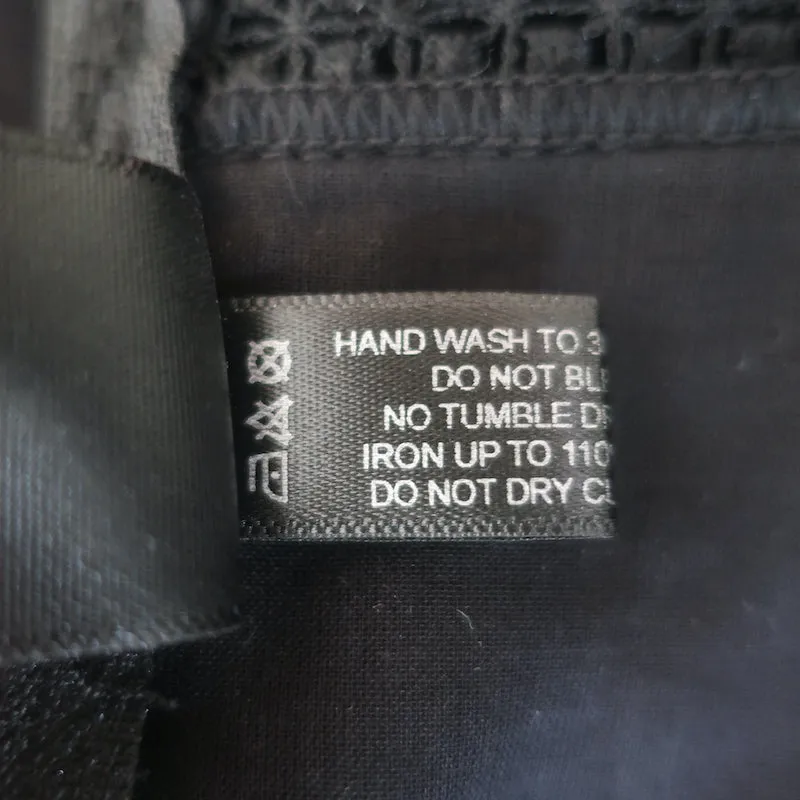 HAND WASH TO 3
DO NOT BL
NO TUMBLE D
IRON UP TO 110
DO NOT DRY C